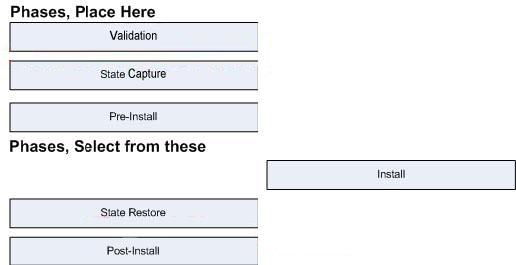 Phases, Place Here
Validation
State Capture
Pre-Install
Phases, Select from these
Install
State Restore
Post-Install